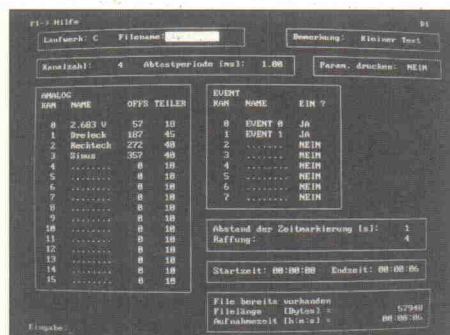 F1-> Hilfe
Laufwerk: C Filename:
Bemerkung: Kleiner Test
Kanalzahl: 4 Abtastperiode [ms]: 1.00
Param. drucken: NEIN
ANALOG
KAN NAME OFFS TEILER
0 2.683 V 57 18
1 Dreieck 187 45
2 Rechteck 272 40
3 Sinus 357 40
4 ........ 0 10
5 ........ 0 10
6 ........ 0 10
7 ........ 0 10
8 ........ 0 10
9 ........ 0 10
10 ........ 0 10
11 ........ 0 10
12 ........ 0 10
13 ........ 0 10
14 ........ 0 10
15 ........ 0 10
EVENT
KAN NAME EIN ?
0 EVENT 0 JA
1 EVENT 1 JA
2 ....... NEIN
3 ....... NEIN
4 ....... NEIN
5 ....... NEIN
6 ....... NEIN
7 ....... NEIN
Abstand der Zeitmarkierung [s]: 1
Raffung: 4
Startzeit: 00:00:00 Endzeit: 00:00:06
File bereits vorhanden
Filelänge [Bytes] = 57940
Aufnahmezeit [h:m:s] = 00:00:06
Eingabe: